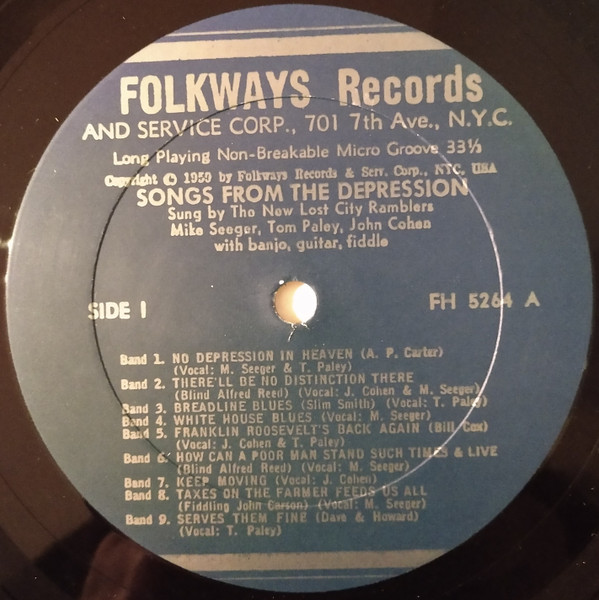 FOLKWAYS Records
AND SERVICE CORP., 701 7th Ave., N.Y.C.
Long Playing Non-Breakable Micro Groove 33⅓
Copyright © 1959 by Folkways Records & Serv. Corp., NYC, USA
SONGS FROM THE DEPRESSION
Sung by The New Lost City Ramblers
Mike Seeger, Tom Paley, John Cohen
with banjo, guitar, fiddle
SIDE I
FH 5264 A
Band 1. NO DEPRESSION IN HEAVEN (A. P. Carter)
(Vocal: M. Seeger & T. Paley)
Band 2. THERE'LL BE NO DISTINCTION THERE
(Blind Alfred Reed) (Vocal: J. Cohen & M. Seeger)
Band 3. BREADLINE BLUES (Slim Smith) (Vocal: T. Paley)
Band 4. WHITE HOUSE BLUES (Vocal: M. Seeger)
Band 5. FRANKLIN ROOSEVELT'S BACK AGAIN (Bill Cox)
(Vocal: J. Cohen & T. Paley)
Band 6. HOW CAN A POOR MAN STAND SUCH TIMES & LIVE
(Blind Alfred Reed) (Vocal: M. Seeger)
Band 7. KEEP MOVING (Vocal: J. Cohen)
Band 8. TAXES ON THE FARMER FEEDS US ALL
(Fiddling John Carson) (Vocal: M. Seeger)
Band 9. SERVES THEM FINE (Dave & Howard)
(Vocal: T. Paley)